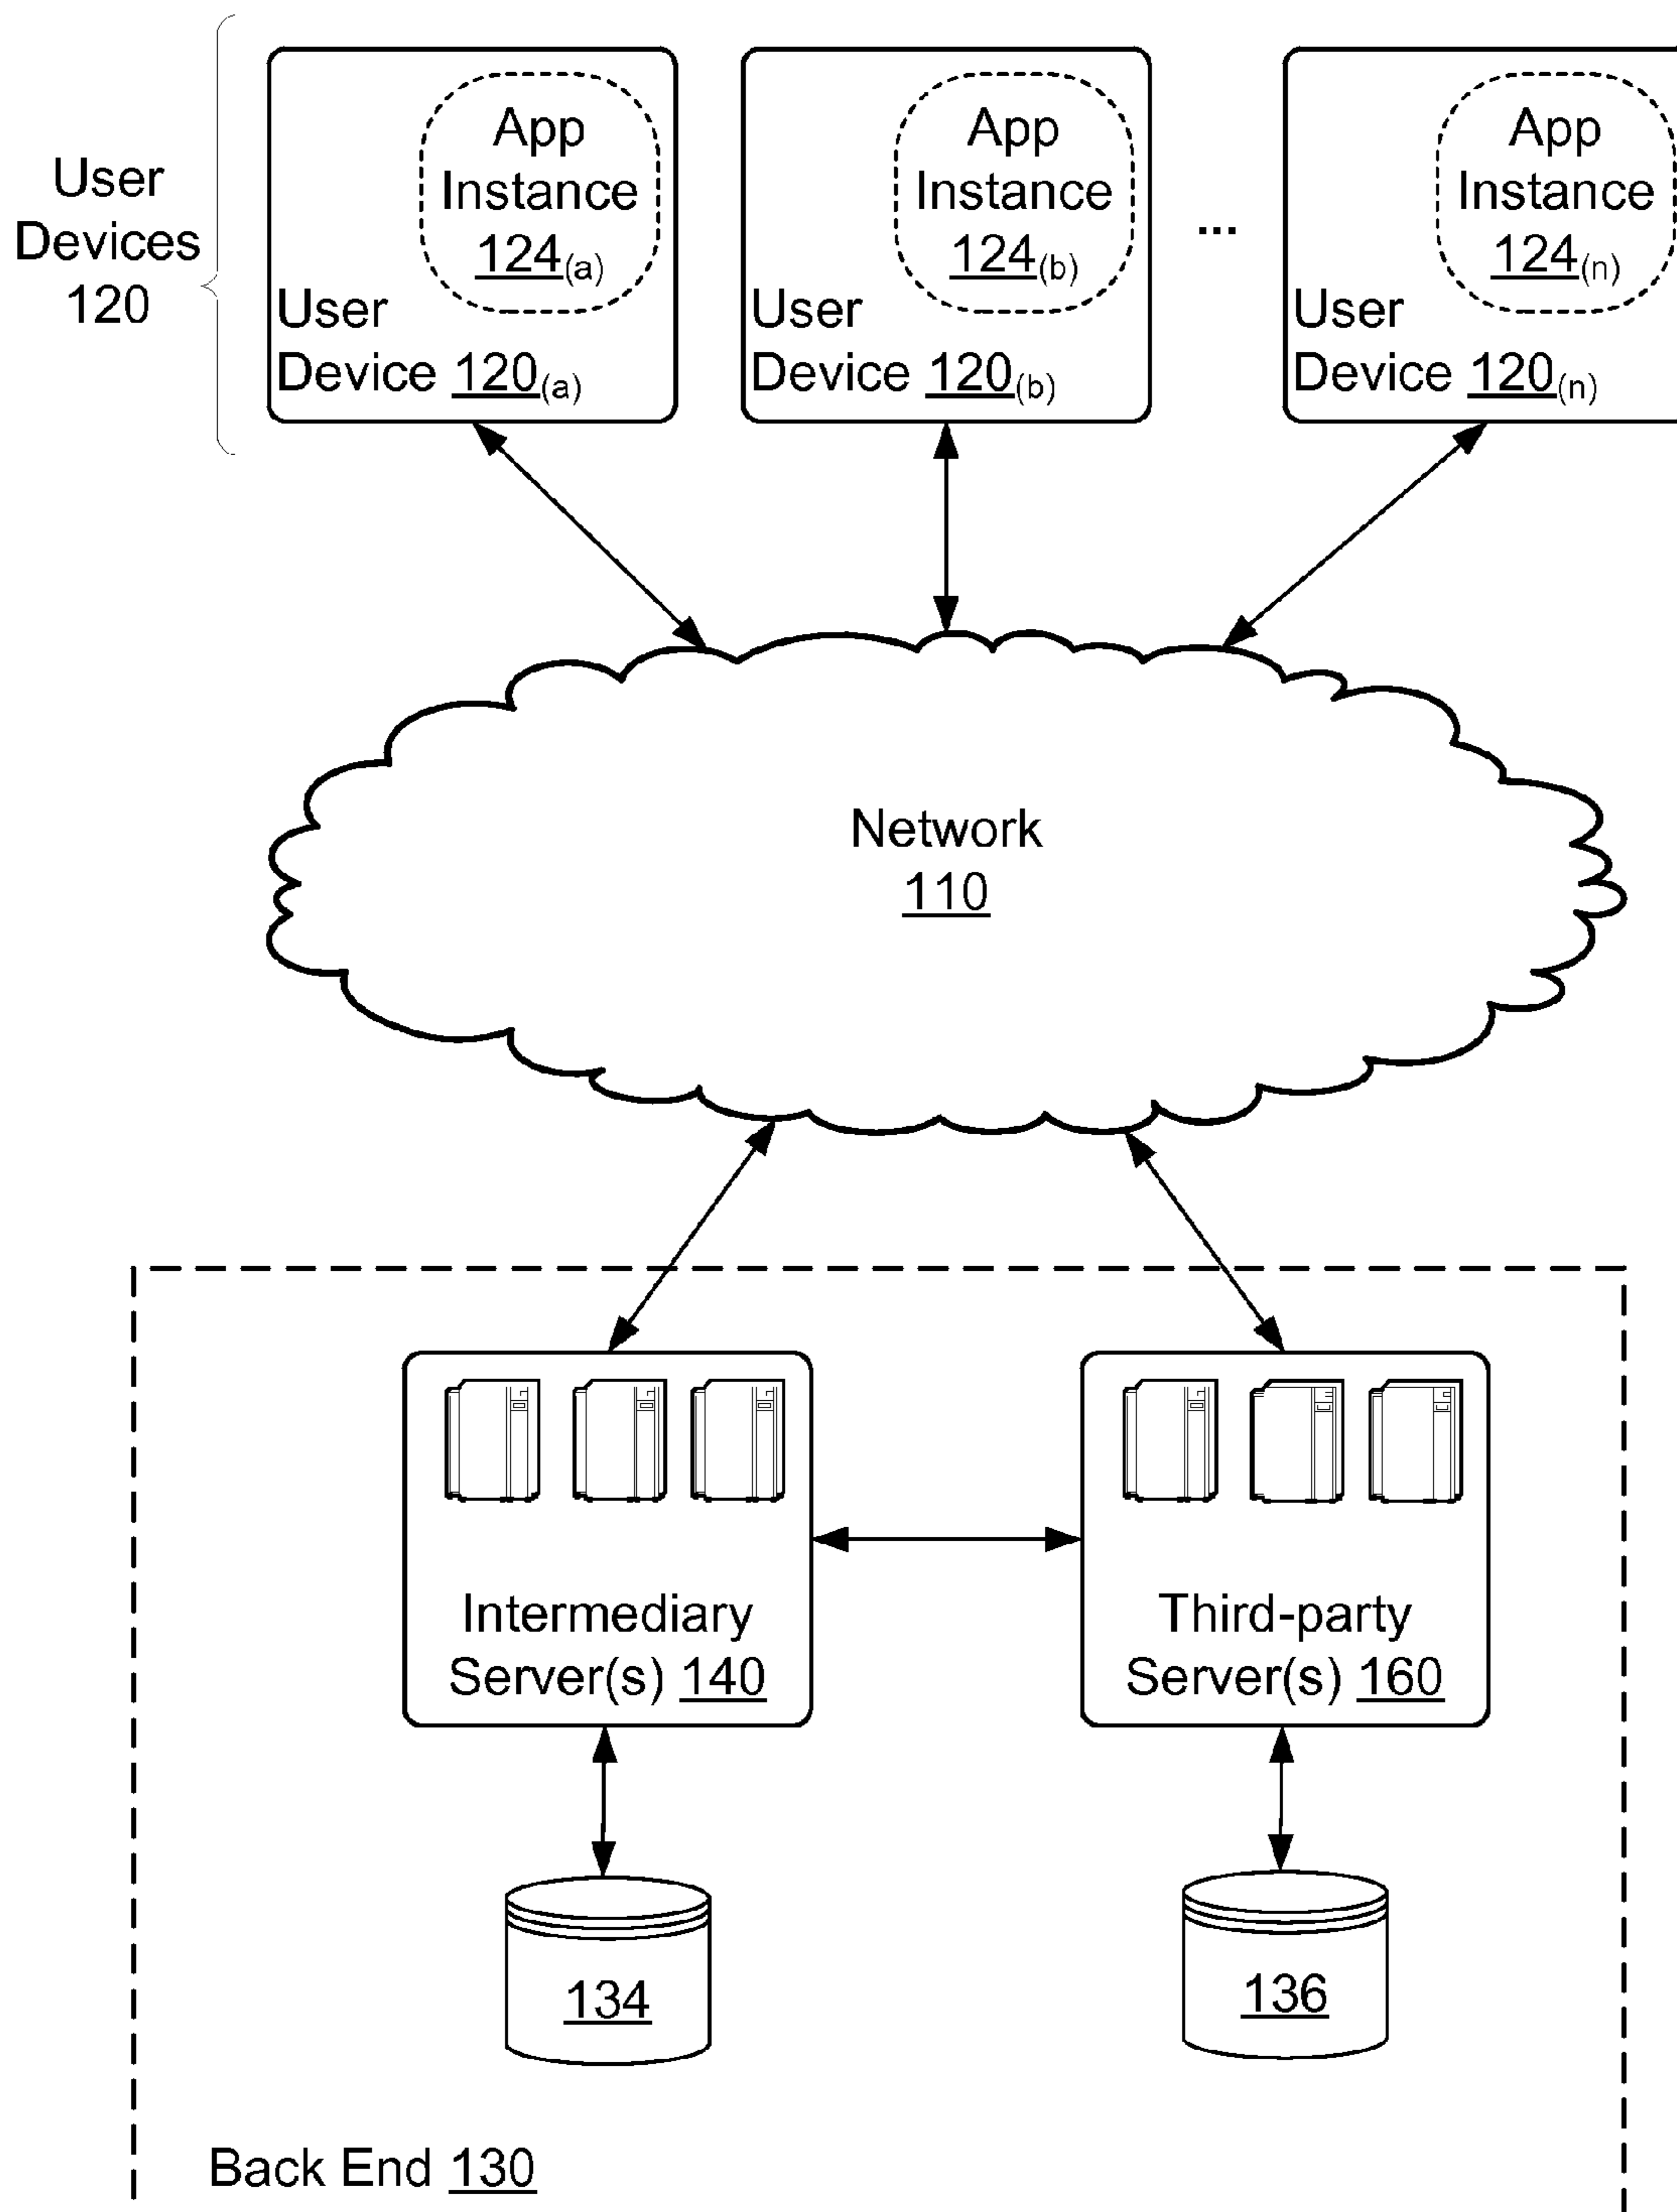 User
Devices
120
App
Instance
124(a)
User
Device 120(a)
App
Instance
124(b)
User
Device 120(b)
...
App
Instance
124(n)
User
Device 120(n)
Network
110
Intermediary
Server(s) 140
Third-party
Server(s) 160
134
136
Back End 130